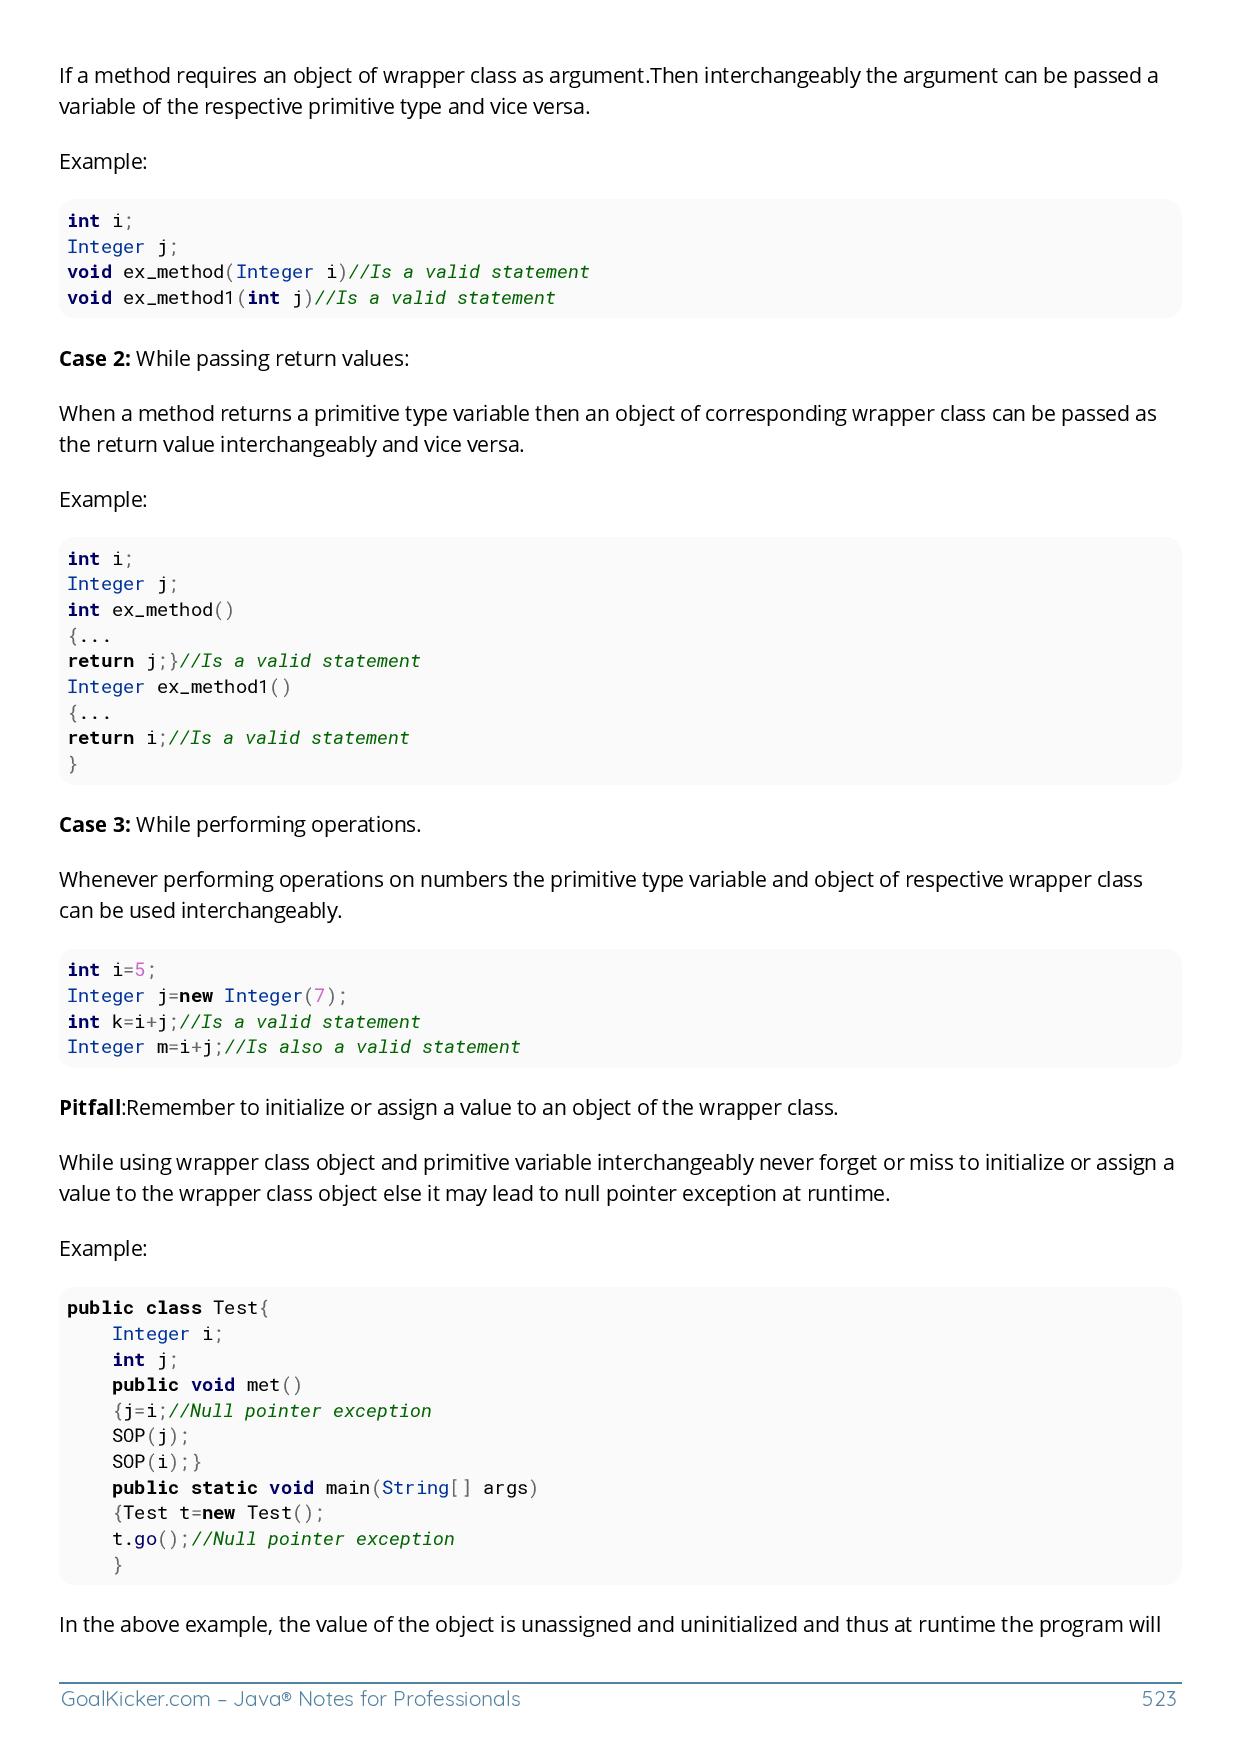 If a method requires an object of wrapper class as argument.Then interchangeably the argument can be passed a
variable of the respective primitive type and vice versa.
Example:
int i;
Integer j;
void ex_method(Integer i)//Is a valid statement
void ex_method1(int j)//Is a valid statement
Case 2: While passing return values:
When a method returns a primitive type variable then an object of corresponding wrapper class can be passed as
the return value interchangeably and vice versa.
Example:
int i;
Integer j;
int ex_method()
{...
return j;}//Is a valid statement
Integer ex_method1()
{...
return i;//Is a valid statement
}
Case 3: While performing operations.
Whenever performing operations on numbers the primitive type variable and object of respective wrapper class
can be used interchangeably.
int i=5;
Integer j=new Integer(7);
int k=i+j;//Is a valid statement
Integer m=i+j;//Is also a valid statement
Pitfall:Remember to initialize or assign a value to an object of the wrapper class.
While using wrapper class object and primitive variable interchangeably never forget or miss to initialize or assign a
value to the wrapper class object else it may lead to null pointer exception at runtime.
Example:
public class Test{
    Integer i;
    int j;
    public void met()
    {j=i;//Null pointer exception
    SOP(j);
    SOP(i);}
    public static void main(String[] args)
    {Test t=new Test();
    t.go();//Null pointer exception
    }
In the above example, the value of the object is unassigned and uninitialized and thus at runtime the program will
GoalKicker.com – Java® Notes for Professionals 523